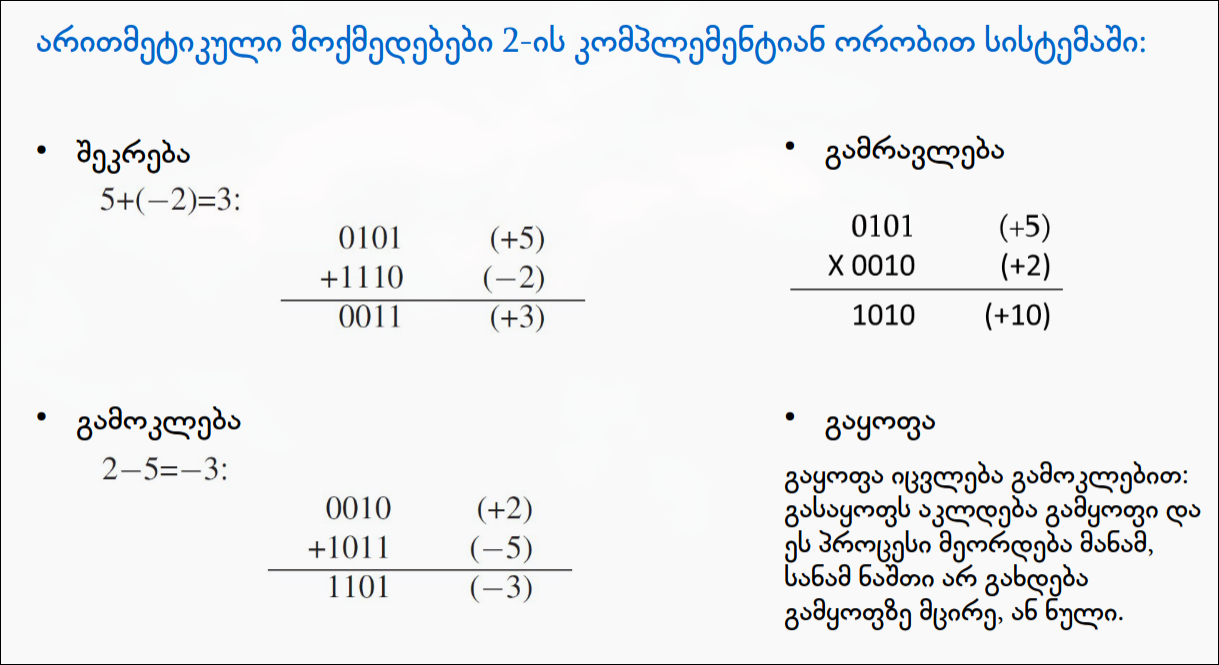 არითმეტიკული მოქმედებები 2-ის კომპლემენტიან ორობით სისტემაში:
• შეკრება
5+(−2)=3:
0101 (+5)
+1110 (−2)
0011 (+3)
• გამრავლება
0101 (+5)
X 0010 (+2)
1010 (+10)
• გამოკლება
2−5=−3:
0010 (+2)
+1011 (−5)
1101 (−3)
• გაყოფა
გაყოფა იცვლება გამოკლებით:
გასაყოფს აკლდება გამყოფი და
ეს პროცესი მეორდება მანამ,
სანამ ნაშთი არ გახდება
გამყოფზე მცირე, ან ნული.